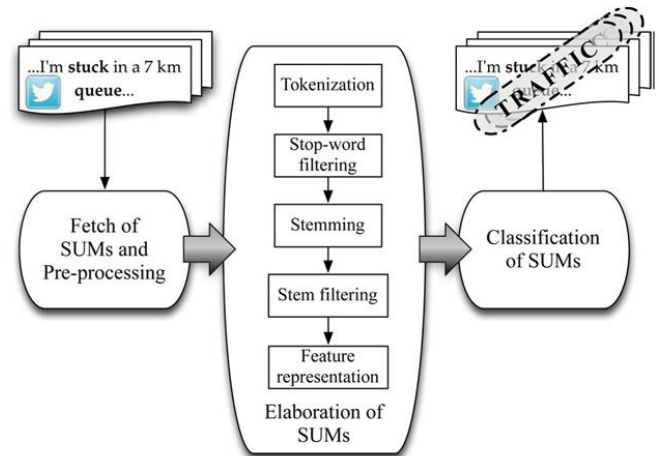 ...I'm stuck in a 7 km
queue...
Fetch of
SUMs and
Pre-processing
Tokenization
Stop-word
filtering
Stemming
Stem filtering
Feature
representation
Elaboration of
SUMs
...I'm stuck in a 7 km
queue...
TRAFFIC
Classification
of SUMs